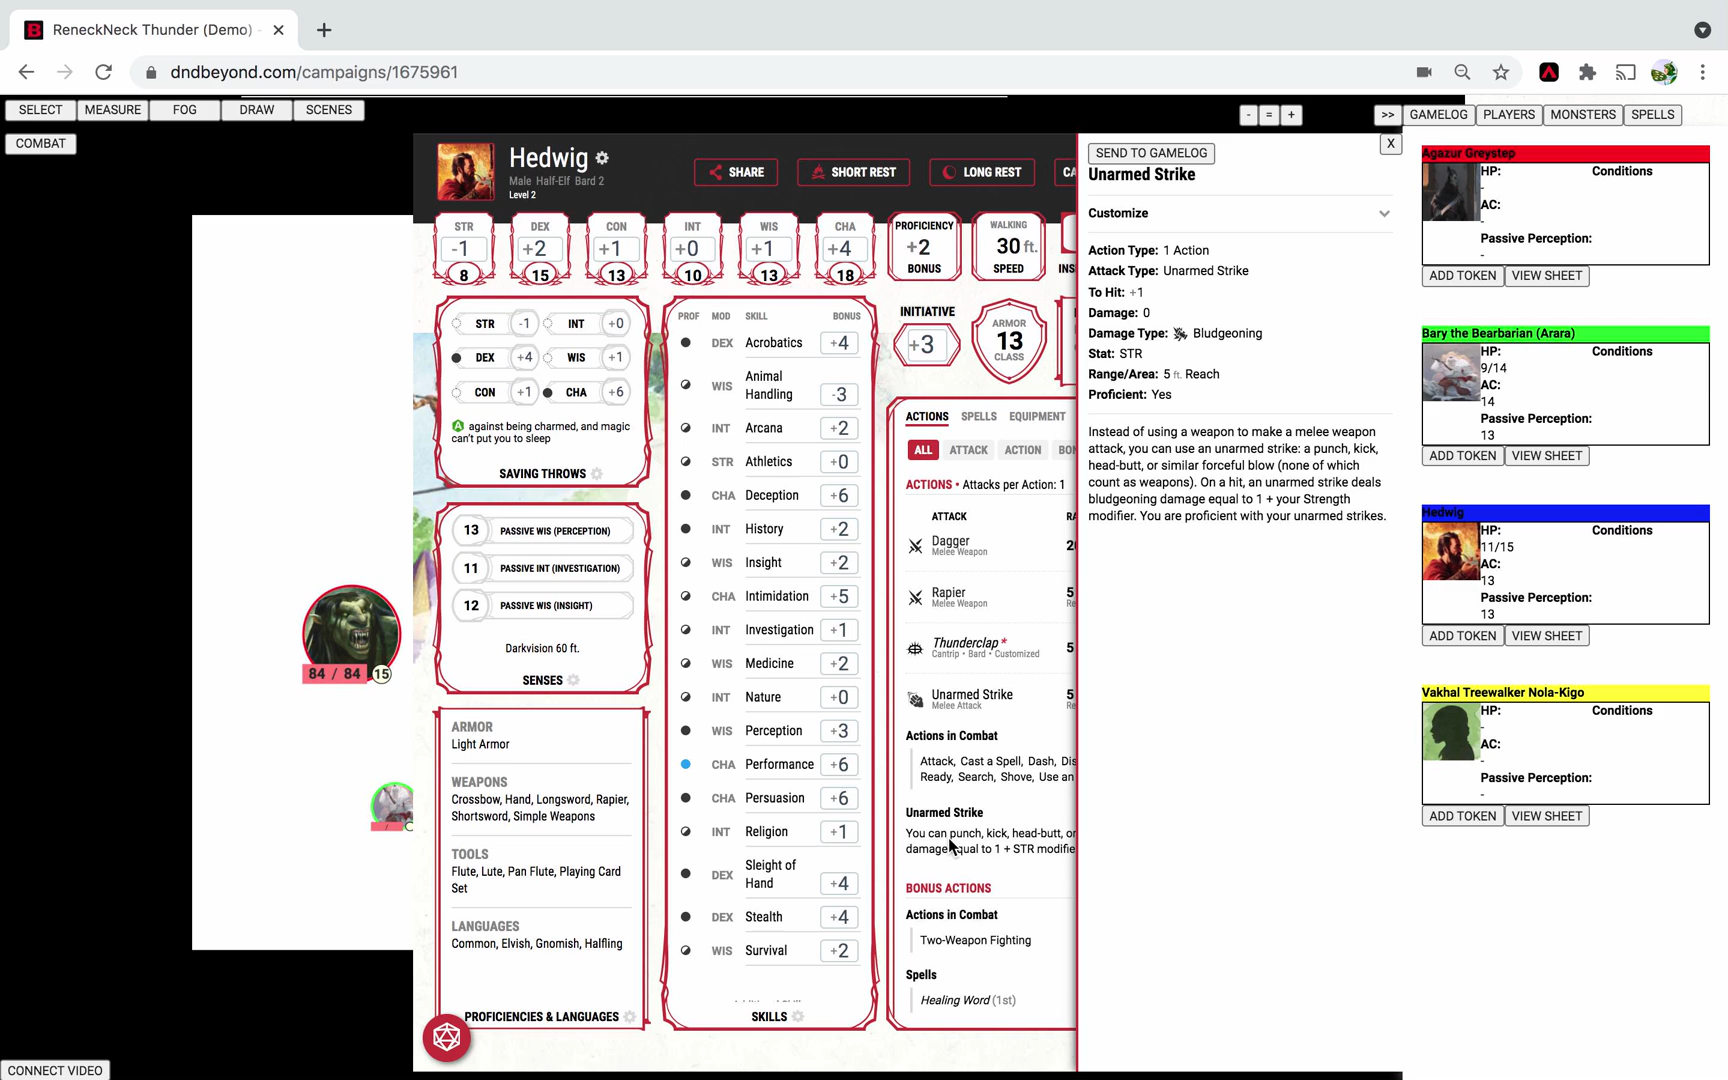 ReneckNeck Thunder (Demo) -
dndbeyond.com/campaigns/1675961
SELECT MEASURE FOG DRAW SCENES
COMBAT
- = + >> GAMELOG PLAYERS MONSTERS SPELLS
Hedwig
Male Half-Elf Bard 2
Level 2
SHARE SHORT REST LONG REST CA
STR -1 8
DEX +2 15
CON +1 13
INT +0 10
WIS +1 13
CHA +4 18
PROFICIENCY +2 BONUS
WALKING 30 ft. SPEED
INS
STR -1 INT +0
DEX +4 WIS +1
CON +1 CHA +6
against being charmed, and magic
can't put you to sleep
SAVING THROWS
13 PASSIVE WIS (PERCEPTION)
11 PASSIVE INT (INVESTIGATION)
12 PASSIVE WIS (INSIGHT)
Darkvision 60 ft.
SENSES
ARMOR
Light Armor
WEAPONS
Crossbow, Hand, Longsword, Rapier,
Shortsword, Simple Weapons
TOOLS
Flute, Lute, Pan Flute, Playing Card
Set
LANGUAGES
Common, Elvish, Gnomish, Halfling
PROFICIENCIES & LANGUAGES
PROF MOD SKILL BONUS
DEX Acrobatics +4
WIS Animal
Handling -3
INT Arcana +2
STR Athletics +0
CHA Deception +6
INT History +2
WIS Insight +2
CHA Intimidation +5
INT Investigation +1
WIS Medicine +2
INT Nature +0
WIS Perception +3
CHA Performance +6
CHA Persuasion +6
INT Religion +1
DEX Sleight of
Hand +4
DEX Stealth +4
WIS Survival +2
SKILLS
INITIATIVE
+3
ARMOR
13
CLASS
ACTIONS SPELLS EQUIPMENT
ALL ATTACK ACTION BON
ACTIONS • Attacks per Action: 1
ATTACK RA
Dagger 20
Melee Weapon
Rapier 5
Melee Weapon Re
Thunderclap * 5
Cantrip • Bard • Customized
Unarmed Strike 5
Melee Attack Re
Actions in Combat
Attack, Cast a Spell, Dash, Dis
Ready, Search, Shove, Use an
Unarmed Strike
You can punch, kick, head-butt, or
damage equal to 1 + STR modifie
BONUS ACTIONS
Actions in Combat
Two-Weapon Fighting
Spells
Healing Word (1st)
X
SEND TO GAMELOG
Unarmed Strike
Customize
Action Type: 1 Action
Attack Type: Unarmed Strike
To Hit: +1
Damage: 0
Damage Type: Bludgeoning
Stat: STR
Range/Area: 5 ft. Reach
Proficient: Yes
Instead of using a weapon to make a melee weapon
attack, you can use an unarmed strike: a punch, kick,
head-butt, or similar forceful blow (none of which
count as weapons). On a hit, an unarmed strike deals
bludgeoning damage equal to 1 + your Strength
modifier. You are proficient with your unarmed strikes.
Agazur Greystep
HP: Conditions
-
AC:
-
Passive Perception:
-
ADD TOKEN VIEW SHEET
Bary the Bearbarian (Arara)
HP: Conditions
9/14
AC:
14
Passive Perception:
13
ADD TOKEN VIEW SHEET
Hedwig
HP: Conditions
11/15
AC:
13
Passive Perception:
13
ADD TOKEN VIEW SHEET
Vakhal Treewalker Nola-Kigo
HP: Conditions
-
AC:
-
Passive Perception:
-
ADD TOKEN VIEW SHEET
84 / 84 15
/
CONNECT VIDEO